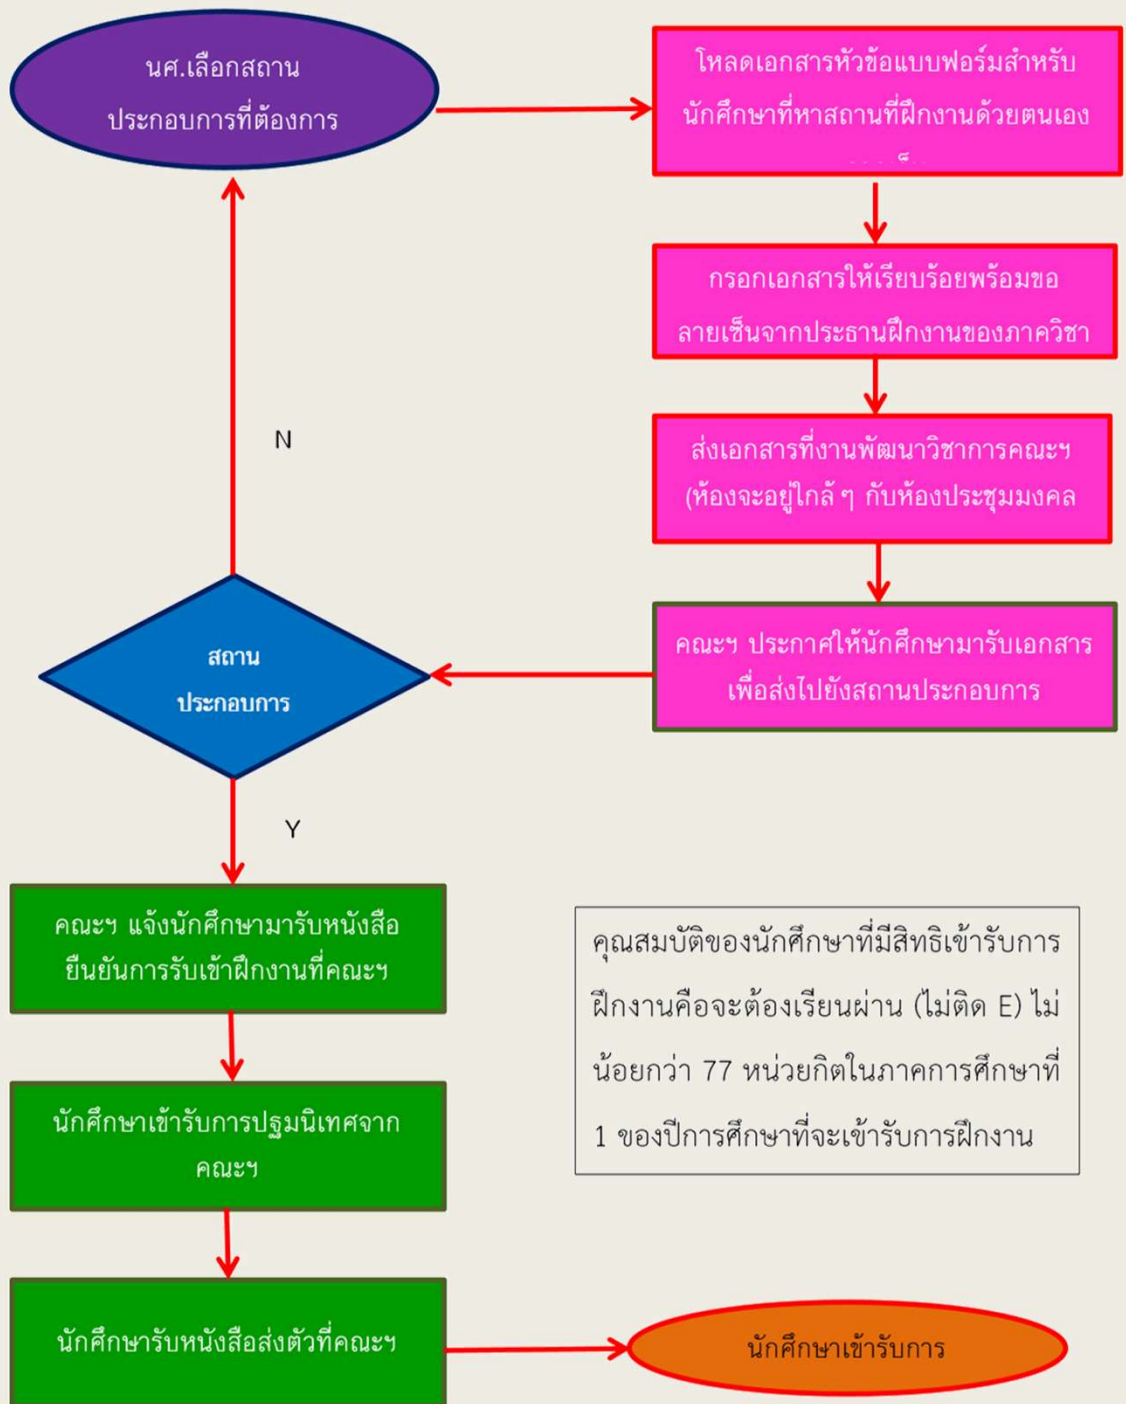 นศ.เลือกสถาน
ประกอบการที่ต้องการ
โหลดเอกสารหัวข้อแบบฟอร์มสำหรับ
นักศึกษาที่หาสถานที่ฝึกงานด้วยตนเอง
กรอกเอกสารให้เรียบร้อยพร้อมขอ
ลายเซ็นจากประธานฝึกงานของภาควิชา
ส่งเอกสารที่งานพัฒนาวิชาการคณะฯ
(ห้องจะอยู่ใกล้ ๆ กับห้องประชุมมงคล
คณะฯ ประกาศให้นักศึกษามารับเอกสาร
เพื่อส่งไปยังสถานประกอบการ
N
สถาน
ประกอบการ
Y
คณะฯ แจ้งนักศึกษามารับหนังสือ
ยืนยันการรับเข้าฝึกงานที่คณะฯ
นักศึกษาเข้ารับการปฐมนิเทศจาก
คณะฯ
นักศึกษารับหนังสือส่งตัวที่คณะฯ
นักศึกษาเข้ารับการ
คุณสมบัติของนักศึกษาที่มีสิทธิเข้ารับการ
ฝึกงานคือจะต้องเรียนผ่าน (ไม่ติด E) ไม่
น้อยกว่า 77 หน่วยกิตในภาคการศึกษาที่
1 ของปีการศึกษาที่จะเข้ารับการฝึกงาน